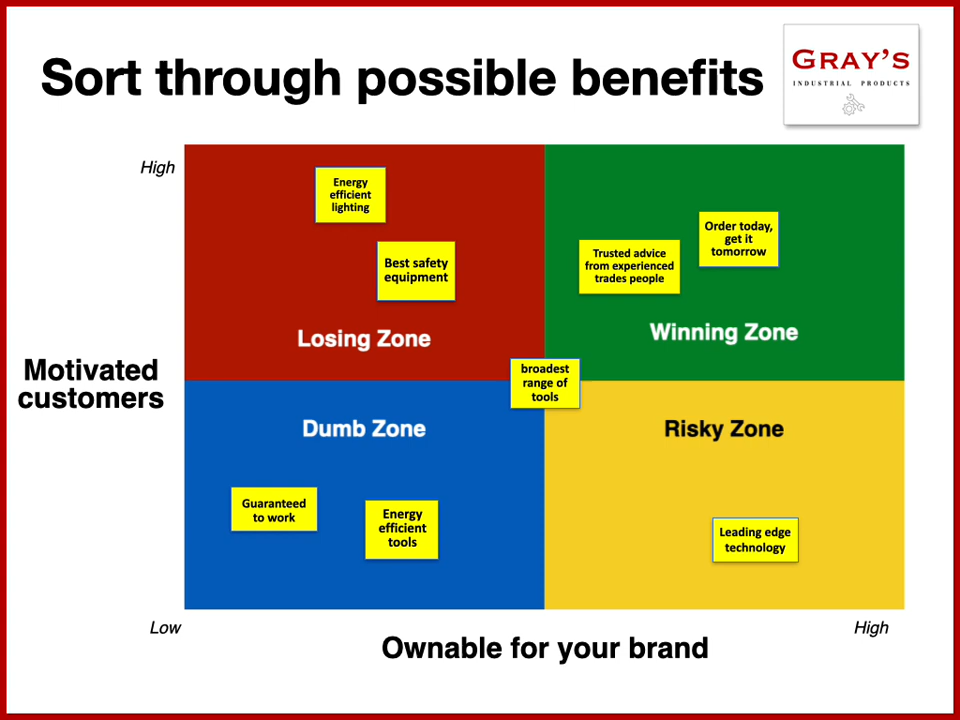 Sort through possible benefits
GRAY'S
INDUSTRIAL PRODUCTS
High
Energy
efficient
lighting
Best safety
equipment
Losing Zone
Order today,
get it
tomorrow
Trusted advice
from experienced
trades people
Winning Zone
Motivated
customers
broadest
range of
tools
Dumb Zone
Guaranteed
to work
Energy
efficient
tools
Risky Zone
Leading edge
technology
Low
High
Ownable for your brand